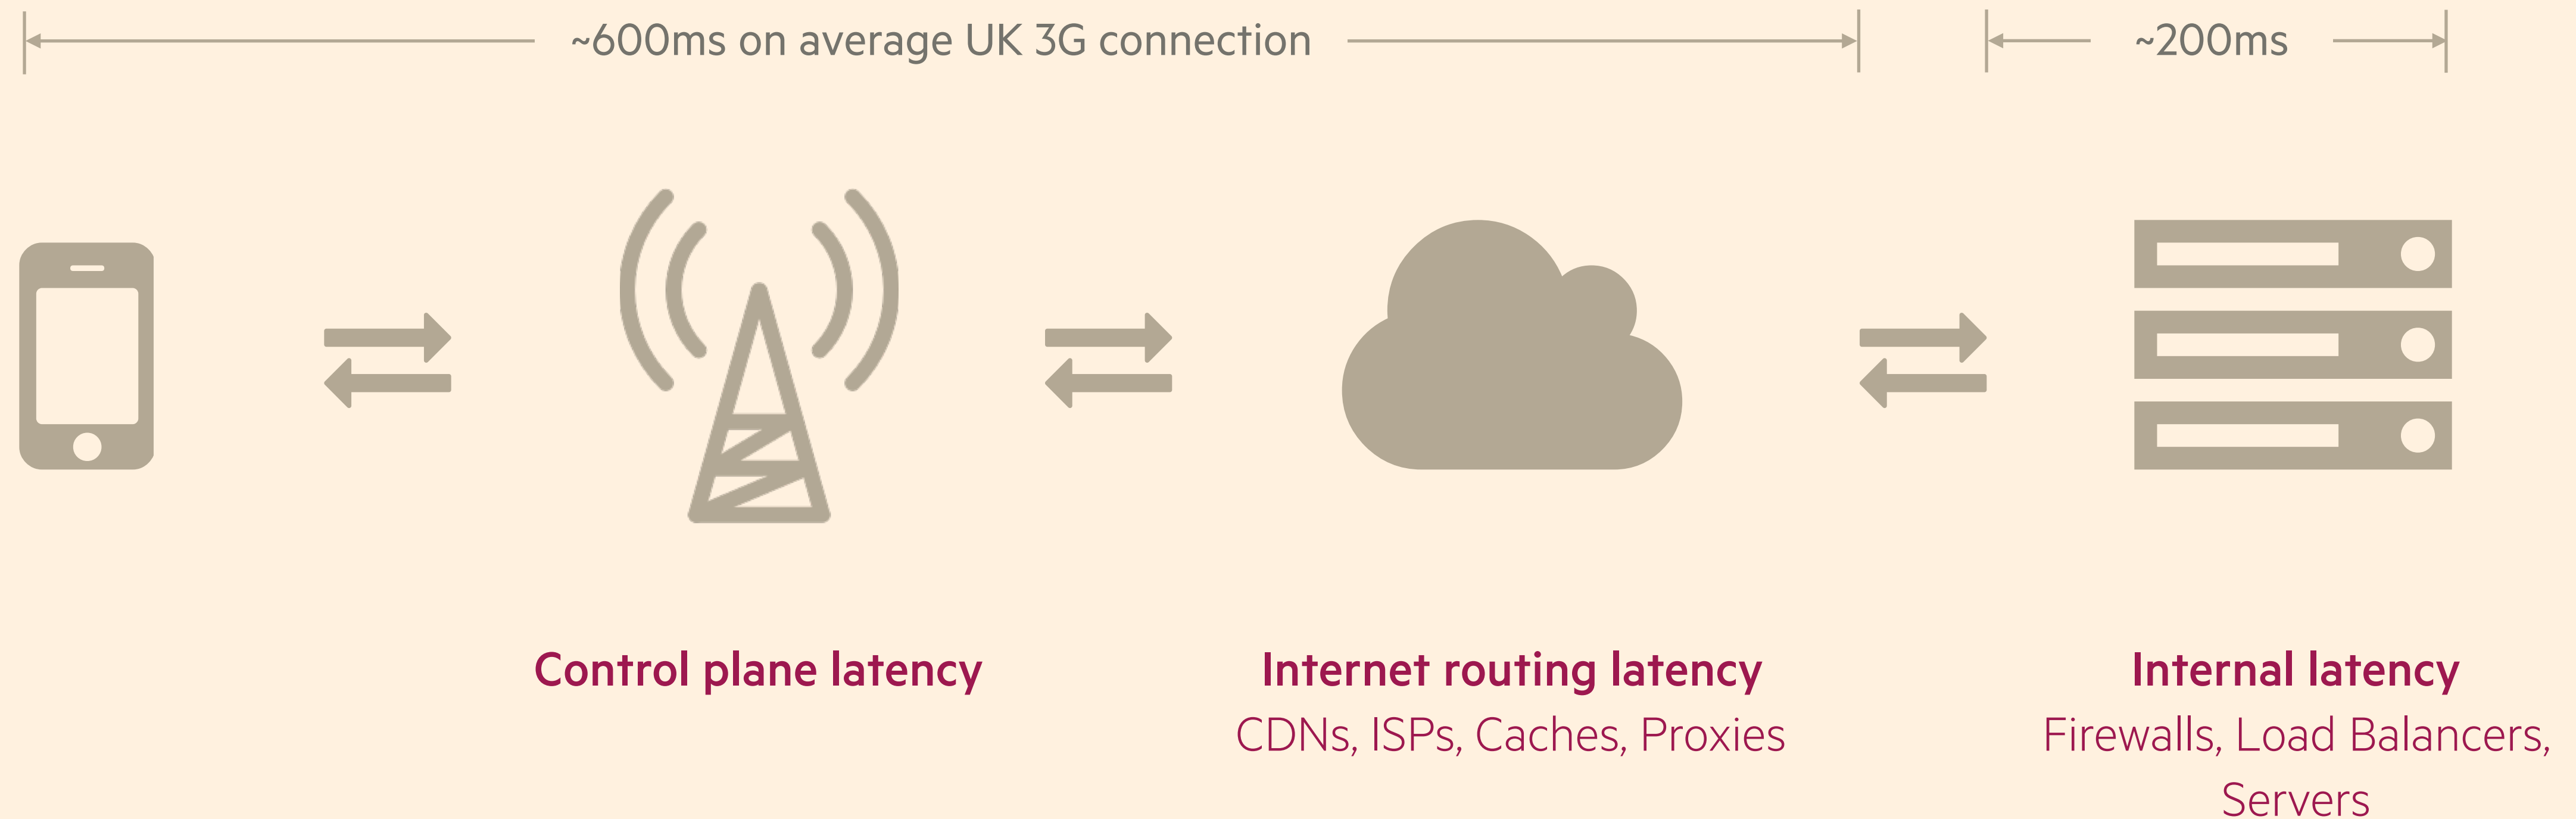 ~600ms on average UK 3G connection
~200ms
Control plane latency
Internet routing latency
CDNs, ISPs, Caches, Proxies
Internal latency
Firewalls, Load Balancers,
Servers